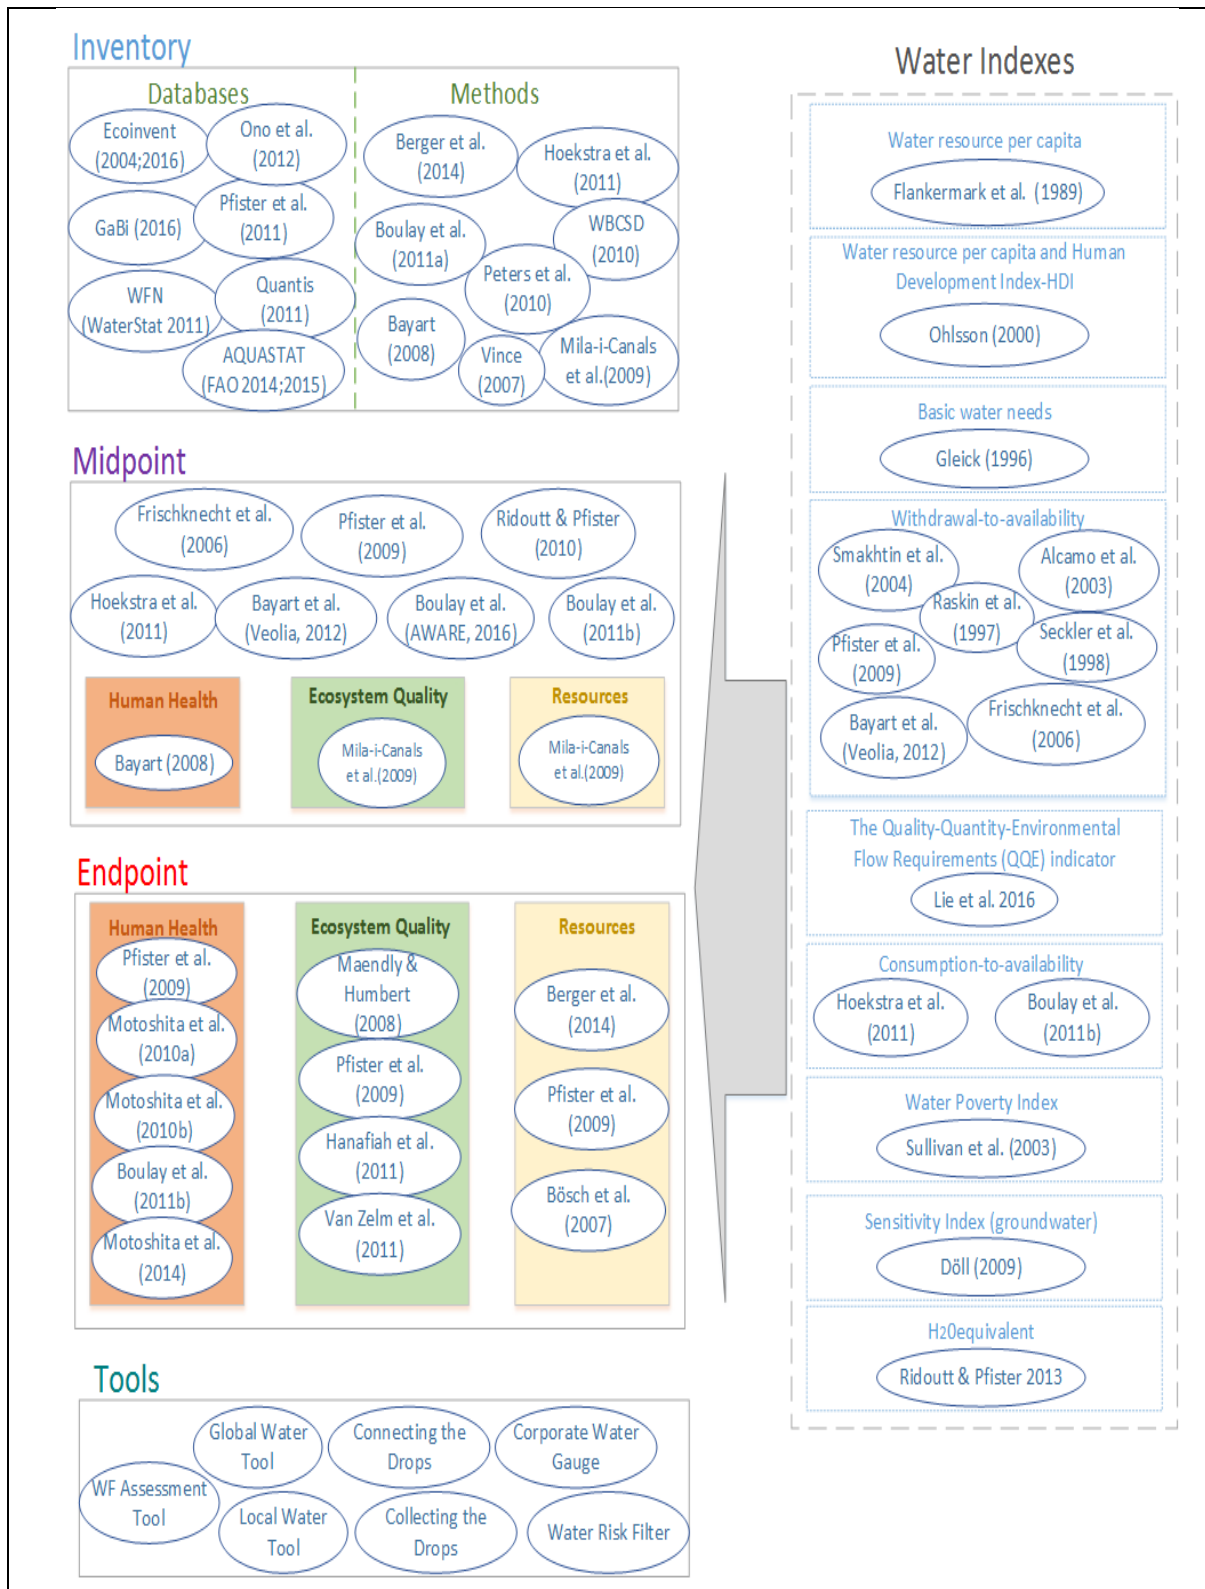 Inventory
Databases
Ecoinvent
(2004;2016)
Ono et al.
(2012)
GaBi (2016)
Pfister et al.
(2011)
WFN
(WaterStat 2011)
Quantis
(2011)
AQUASTAT
(FAO 2014;2015)
Methods
Berger et al.
(2014)
Hoekstra et al.
(2011)
Boulay et al.
(2011a)
WBCSD
(2010)
Peters et al.
(2010)
Bayart
(2008)
Vince
(2007)
Mila-i-Canals
et al.(2009)
Midpoint
Frischknecht et al.
(2006)
Pfister et al.
(2009)
Ridoutt & Pfister
(2010)
Hoekstra et al.
(2011)
Bayart et al.
(Veolia, 2012)
Boulay et al.
(AWARE, 2016)
Boulay et al.
2011b)
Human Health
Bayart (2008)
Ecosystem Quality
Mila-i-Canals
et al.(2009)
Resources
Mila-i-Canals
et al.(2009)
Endpoint
Human Health
Pfister et al.
(2009)
Motoshita et al.
(2010a)
Motoshita et al.
(2010b)
Boulay et al.
(2011b)
Motoshita et al.
(2014)
Ecosystem Quality
Maendly &
Humbert
(2008)
Pfister et al.
(2009)
Hanafiah et al.
(2011)
Van Zelm et al.
(2011)
Resources
Berger et al.
(2014)
Pfister et al.
(2009)
Bösch et al.
(2007)
Tools
WF Assessment
Tool
Global Water
Tool
Connecting the
Drops
Corporate Water
Gauge
Local Water
Tool
Collecting the
Drops
Water Risk Filter
Water Indexes
Water resource per capita
Flankermark et al. (1989)
Water resource per capita and Human
Development Index-HDI
Ohlsson (2000)
Basic water needs
Gleick (1996)
Withdrawal-to-availability
Smakhtin et al.
(2004)
Alcamo et al.
(2003)
Raskin et al.
(1997)
Pfister et al.
(2009)
Seckler et al.
(1998)
Bayart et al.
(Veolia, 2012)
Frischknecht et al.
(2006)
The Quality-Quantity-Environmental
Flow Requirements (QQE) indicator
Lie et al. 2016
Consumption-to-availability
Hoekstra et al.
(2011)
Boulay et al.
(2011b)
Water Poverty Index
Sullivan et al. (2003)
Sensitivity Index (groundwater)
Döll (2009)
H20equivalent
Ridoutt & Pfister 2013